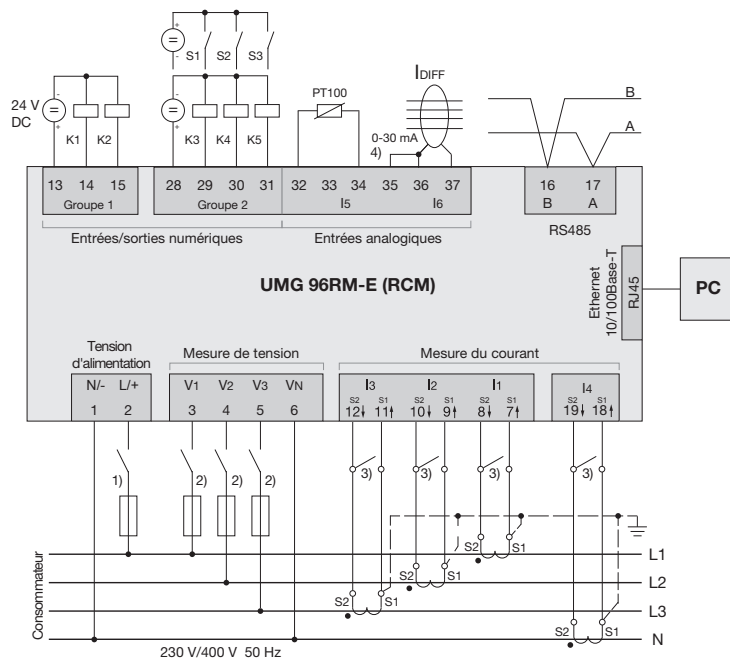 S1 S2 S3
24 V
DC
K1 K2
K3 K4 K5
PT100
IDIFF
0-30 mA
4)
B
A
13 14 15
Groupe 1
28 29 30 31
Groupe 2
32 33 34 35 36 37
I5 I6
16 17
B A
Entrées/sorties numériques
Entrées analogiques
RS485
UMG 96RM-E (RCM)
Ethernet
10/100Base-T
RJ45
PC
Tension
d'alimentation
Mesure de tension
Mesure du courant
N/- L/+
1 2
V1 V2 V3 VN
3 4 5 6
I3 I2 I1
S2 S1 S2 S1 S2 S1
12 11 10 9 8 7
I4
S2 S1
19 18
1) 2) 2) 2) 3) 3) 3) 3)
S2 S1
L1
S2 S1
L2
S2 S1
L3
S2 S1
N
Consommateur
230 V/400 V 50 Hz